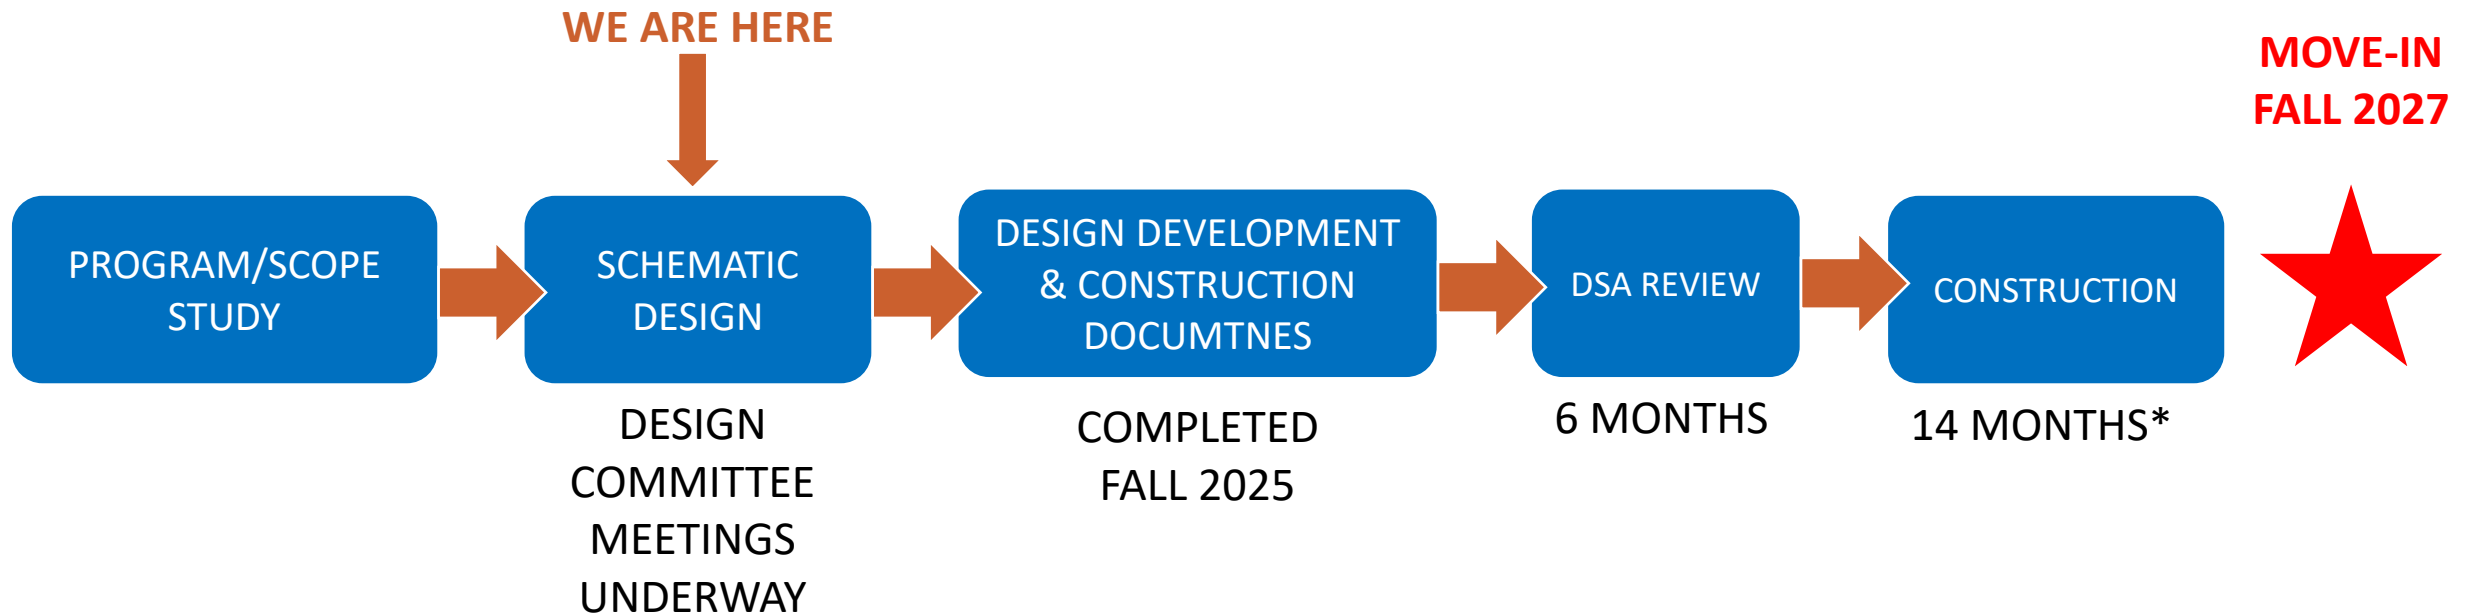 WE ARE HERE
MOVE-IN
FALL 2027
PROGRAM/SCOPE
STUDY
SCHEMATIC
DESIGN
DESIGN DEVELOPMENT
& CONSTRUCTION
DOCUMTNES
DSA REVIEW
CONSTRUCTION
DESIGN
COMMITTEE
MEETINGS
UNDERWAY
COMPLETED
FALL 2025
6 MONTHS
14 MONTHS*